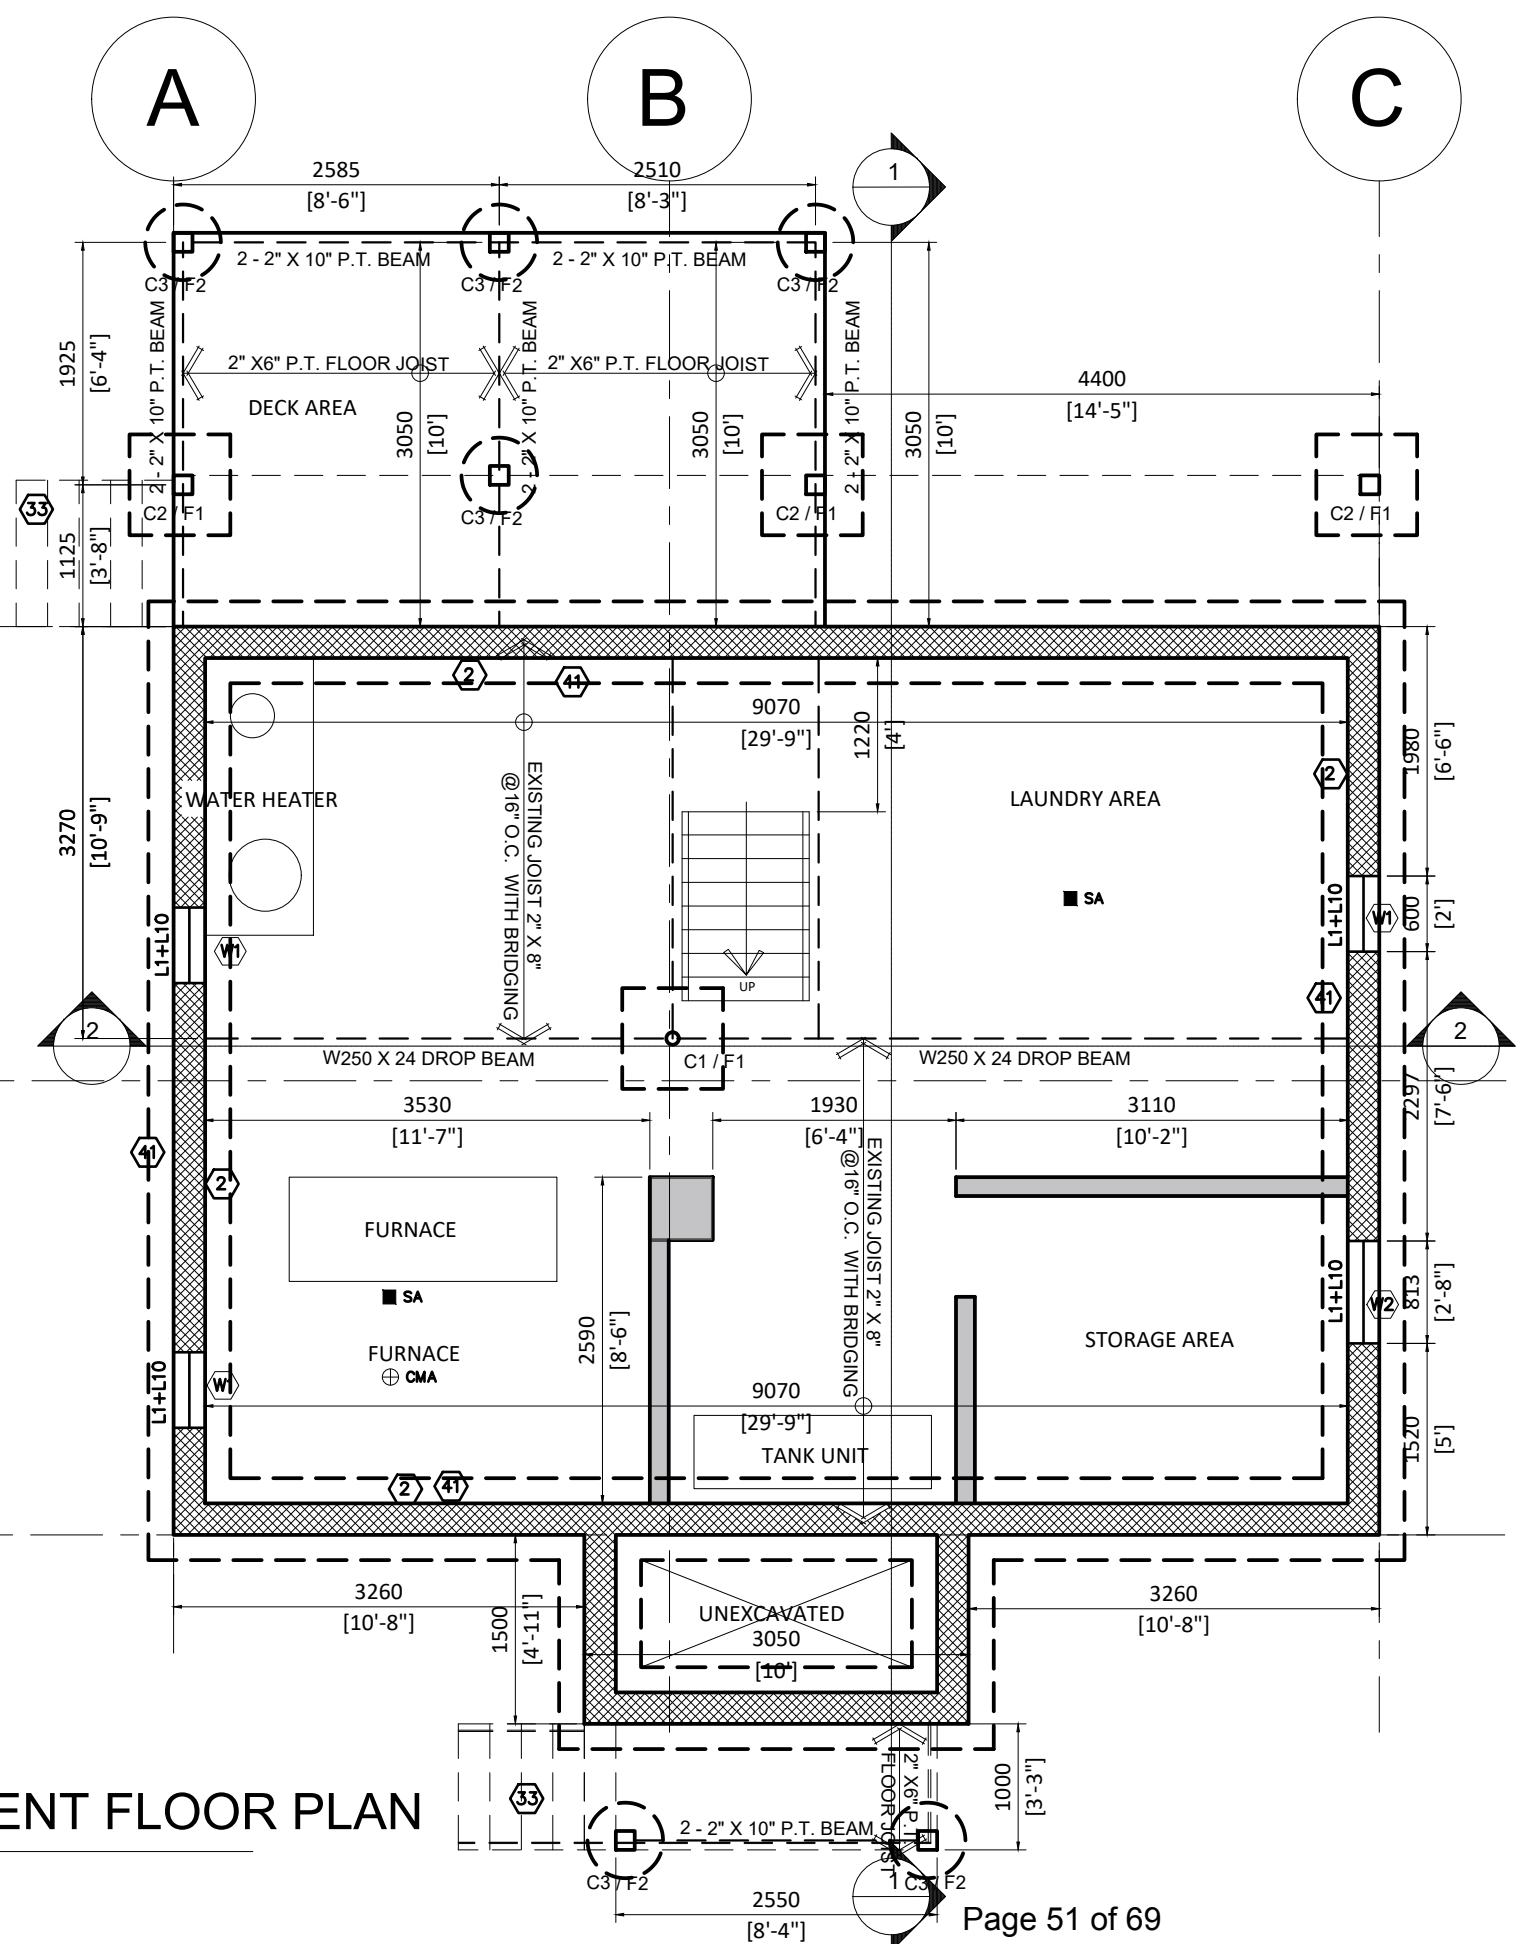 A
B
C
2585
[8'-6"]
2510
[8'-3"]
1
2 - 2" X 10" P.T. BEAM
2 - 2" X 10" P.T. BEAM
C3 / F2
C3 / F2
C3 / F2
1925
[6'-4"]
2 - 2" X 10" P.T. BEAM
2 - 2" X 10" P.T. BEAM
2 - 2" X 10" P.T. BEAM
2" X6" P.T. FLOOR JOIST
2" X6" P.T. FLOOR JOIST
DECK AREA
3050
[10']
3050
[10']
3050
[10']
4400
[14'-5"]
33
C2 / F1
C3 / F2
C2 / F1
C2 / F1
1125
[3'-8"]
2
41
9070
[29'-9"]
1220
[4']
1980
[6'-6"]
2
WATER HEATER
LAUNDRY AREA
3270
[10'-9"]
EXISTING JOIST 2" X 8"
@16" O.C. WITH BRIDGING
SA
L1+L10
W1
L1+L10
W1
600
[2']
UP
41
2
2
W250 X 24 DROP BEAM
C1 / F1
W250 X 24 DROP BEAM
2297
[7'-6"]
3530
[11'-7"]
1930
[6'-4"]
3110
[10'-2"]
41
2
EXISTING JOIST 2" X 8"
@16" O.C. WITH BRIDGING
FURNACE
SA
FURNACE
CMA
2590
[8'-6"]
L1+L10
W2
813
[2'-8"]
STORAGE AREA
L1+L10
W1
9070
[29'-9"]
TANK UNIT
1520
[5']
2
41
3260
[10'-8"]
1500
[4'-11"]
UNEXCAVATED
3050
[10']
3260
[10'-8"]
33
2" X6" P.T.
FLOOR JOIST
1000
[3'-3"]
ENT FLOOR PLAN
2 - 2" X 10" P.T. BEAM
C3 / F2
1
C3 / F2
2550
[8'-4"]
Page 51 of 69